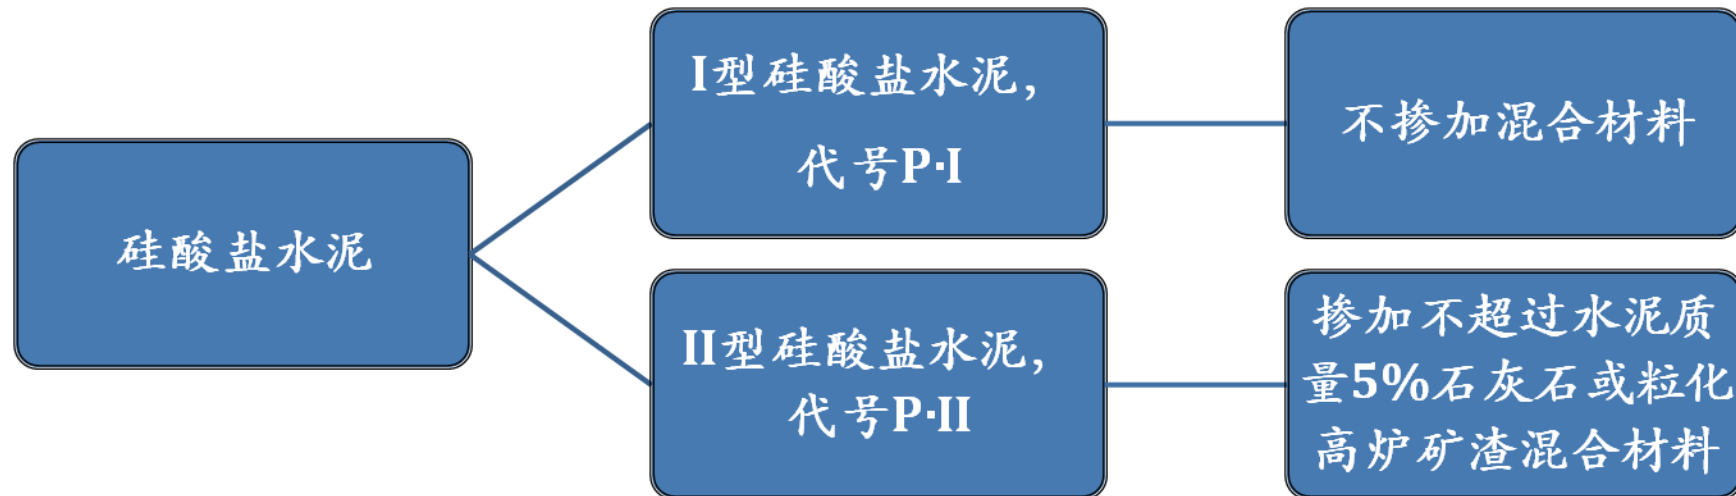 硅酸盐水泥
I型硅酸盐水泥，
代号P·I
不掺加混合材料
II型硅酸盐水泥，
代号P·II
掺加不超过水泥质
量5%石灰石或粒化
高炉矿渣混合材料